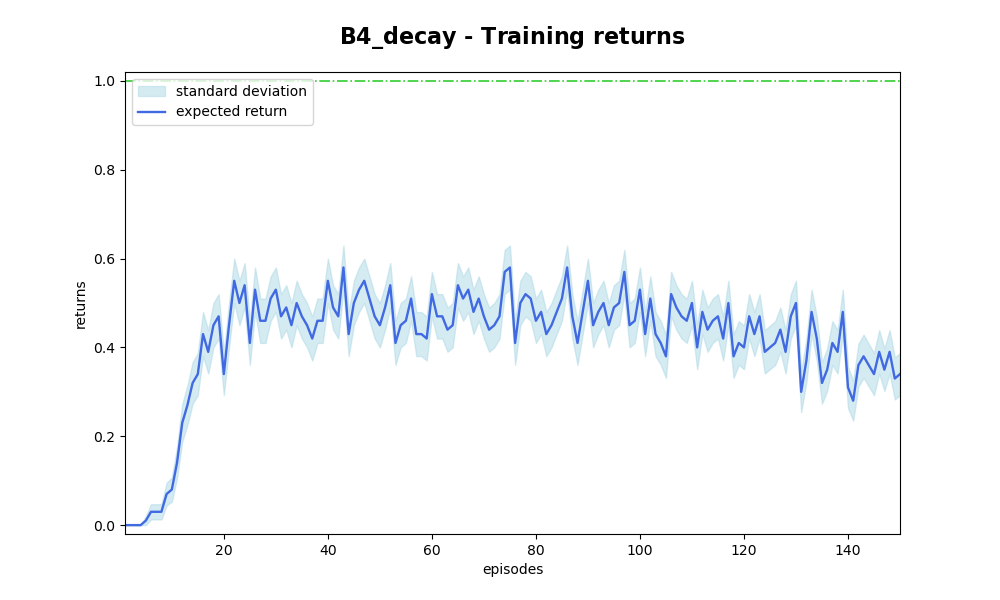 B4_decay - Training returns
standard deviation
expected return
1.0
0.8
0.6
0.4
0.2
0.0
returns
20
40
60
80
100
120
140
episodes